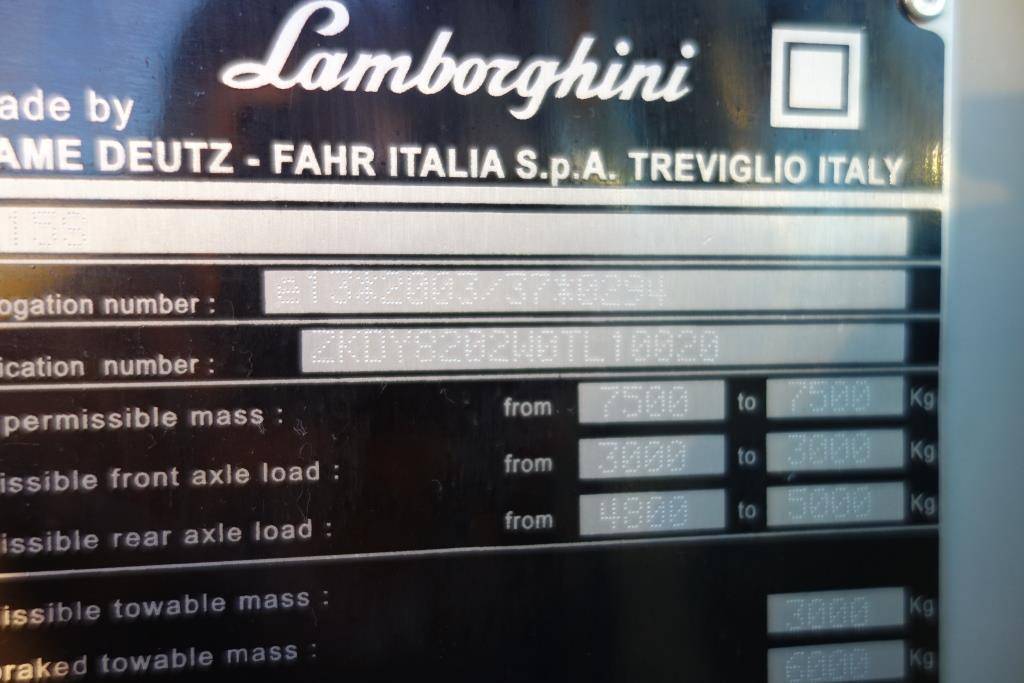 Lamborghini
ade by
AME DEUTZ - FAHR ITALIA S.p.A. TREVIGLIO ITALY
ogation number : e13*2003/37*0294
ication number : ZKDY8202W0TL10020
permissible mass : from 7500 to 7500 Kg
issible front axle load : from 3000 to 3000 Kg
issible rear axle load : from 4800 to 5000 Kg
issible towable mass : 3000 Kg
braked towable mass : 6000 Kg